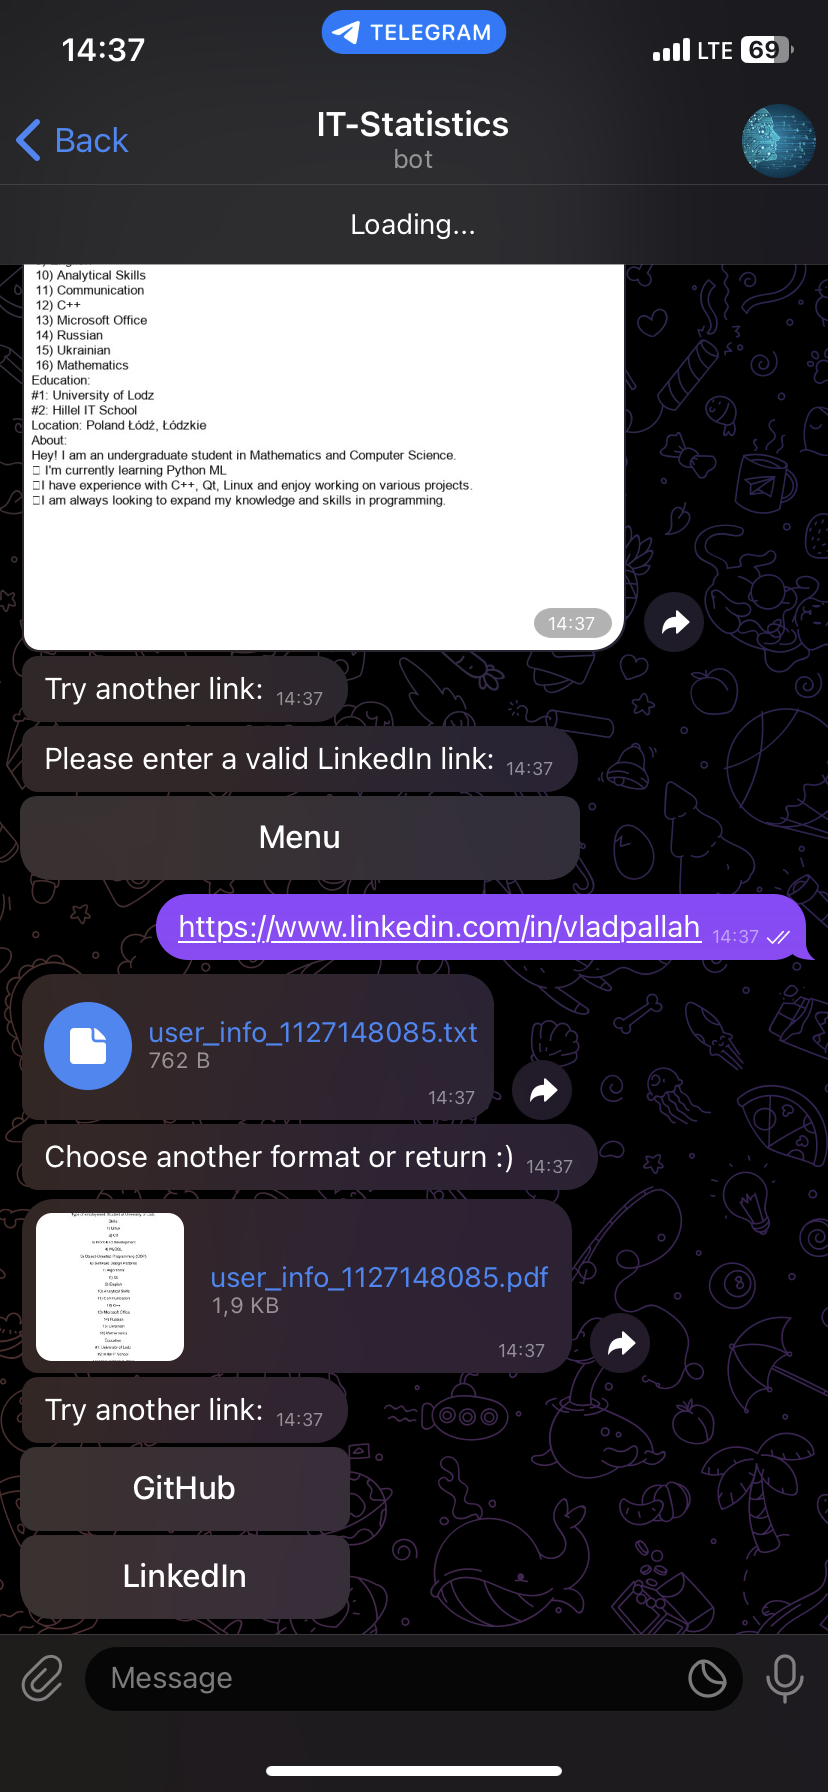 14:37
TELEGRAM
LTE 69
Back
IT-Statistics
bot
Loading...
10) Analytical Skills
11) Communication
12) C++
13) Microsoft Office
14) Russian
15) Ukrainian
16) Mathematics
Education:
#1: University of Lodz
#2: Hillel IT School
Location: Poland Łódź, Łódzkie
About:
Hey! I am an undergraduate student in Mathematics and Computer Science.
I'm currently learning Python ML
I have experience with C++, Qt, Linux and enjoy working on various projects.
I am always looking to expand my knowledge and skills in programming.
14:37
Try another link: 14:37
Please enter a valid LinkedIn link: 14:37
Menu
https://www.linkedin.com/in/vladpallah 14:37
user_info_1127148085.txt
762 B
14:37
Choose another format or return :) 14:37
user_info_1127148085.pdf
1,9 KB
14:37
Try another link: 14:37
GitHub
LinkedIn
Message